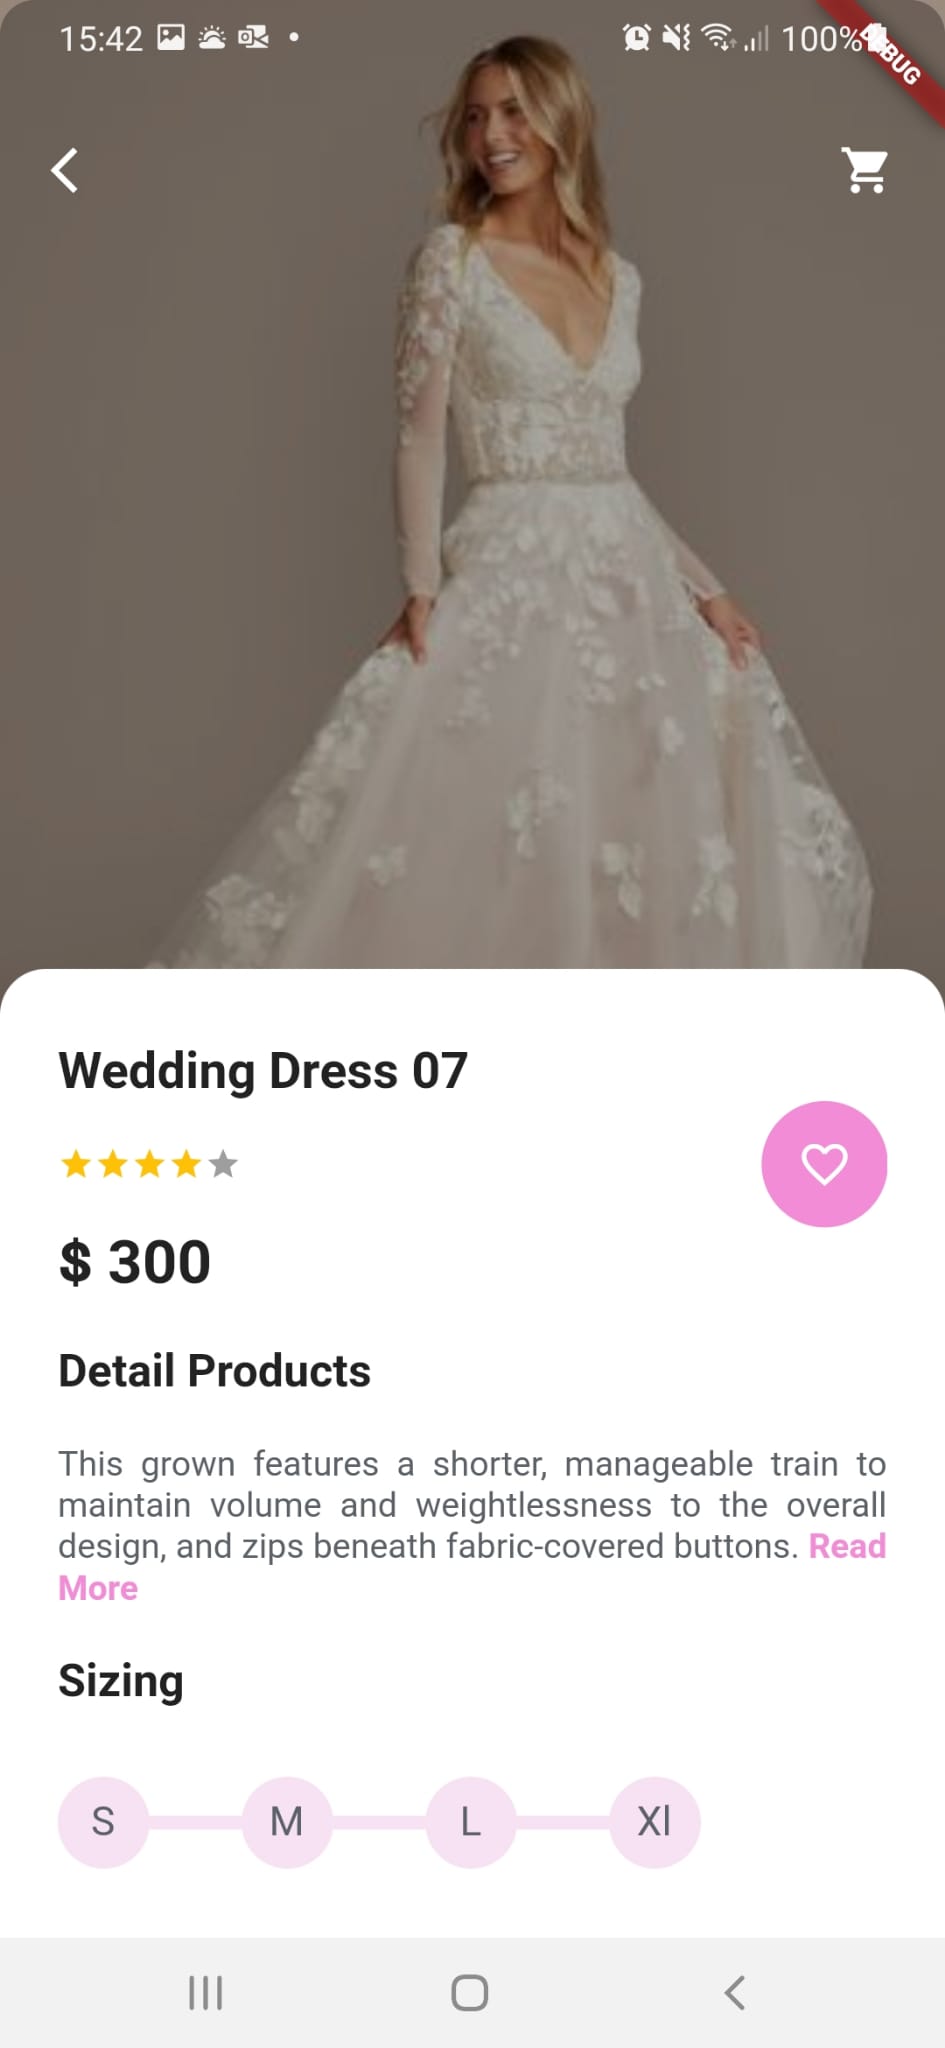 15:42
100%
DEBUG
Wedding Dress 07
$ 300
Detail Products
This grown features a shorter, manageable train to
maintain volume and weightlessness to the overall
design, and zips beneath fabric-covered buttons. Read
More
Sizing
S M L Xl